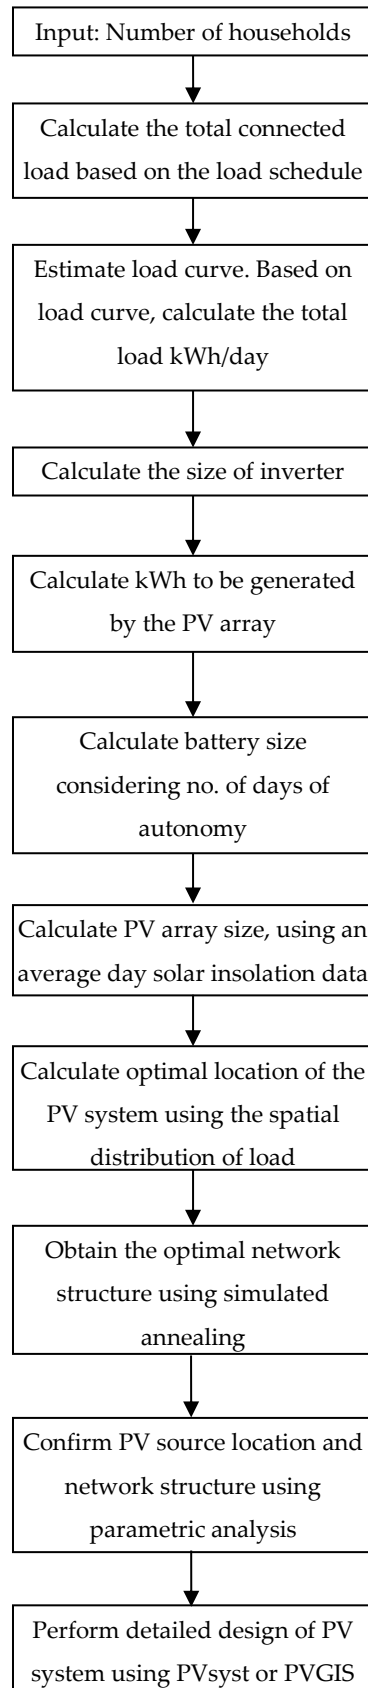 Input: Number of households
Calculate the total connected
load based on the load schedule
Estimate load curve. Based on
load curve, calculate the total
load kWh/day
Calculate the size of inverter
Calculate kWh to be generated
by the PV array
Calculate battery size
considering no. of days of
autonomy
Calculate PV array size, using an
average day solar insolation data
Calculate optimal location of the
PV system using the spatial
distribution of load
Obtain the optimal network
structure using simulated
annealing
Confirm PV source location and
network structure using
parametric analysis
Perform detailed design of PV
system using PVsyst or PVGIS